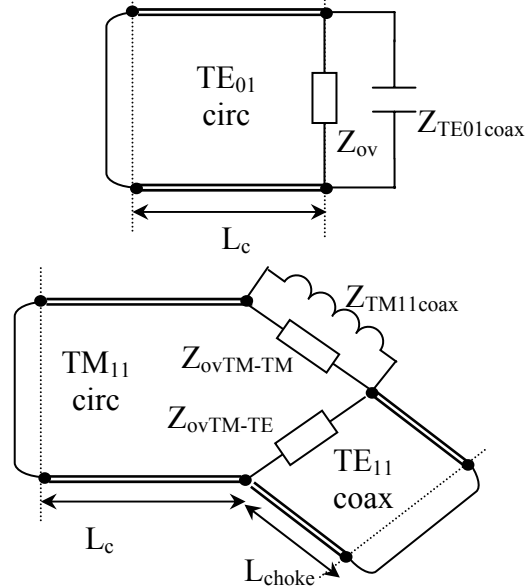 TE01
circ
Zov
ZTE01coax
Lc
ZTM11coax
TM11
circ
ZovTM-TM
ZovTM-TE
TE11
coax
Lc
Lchoke